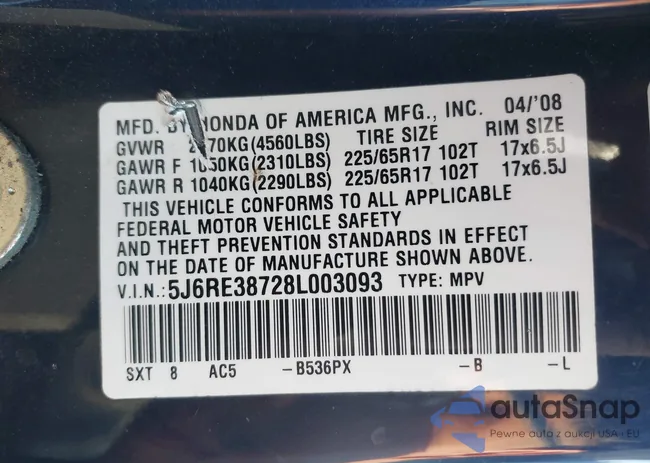 MFD. BY HONDA OF AMERICA MFG., INC. 04/'08
GVWR 70KG(4560LBS) TIRE SIZE RIM SIZE
GAWR F 1050KG(2310LBS) 225/65R17 102T 17x6.5J
GAWR R 1040KG(2290LBS) 225/65R17 102T 17x6.5J
THIS VEHICLE CONFORMS TO ALL APPLICABLE
FEDERAL MOTOR VEHICLE SAFETY
AND THEFT PREVENTION STANDARDS IN EFFECT
ON THE DATE OF MANUFACTURE SHOWN ABOVE.
V.I.N.: 5J6RE38728L003093 TYPE: MPV
SXT 8 AC5 -B536PX -B -L
autaSnap
Pewne auto z aukcji USA i EU